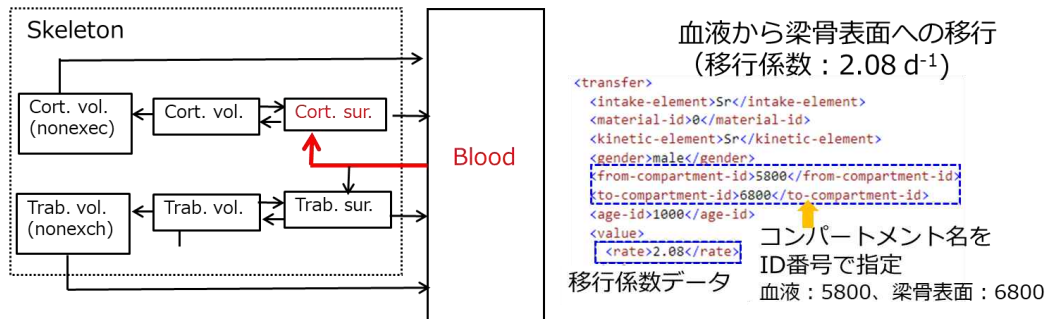 Skeleton
Cort. vol.
(nonexec)
Cort. vol.
Cort. sur.
Trab. vol.
(nonexch)
Trab. vol.
Trab. sur.
Blood
血液から梁骨表面への移行
（移行係数：2.08 d-1)
<transfer>
<intake-element>Sr</intake-element>
<material-id>0</material-id>
<kinetic-element>Sr</kinetic-element>
<gender>male</gender>
<from-compartment-id>5800</from-compartment-id>
<to-compartment-id>6800</to-compartment-id>
<age-id>1000</age-id>
<value>
<rate>2.08</rate>
移行係数データ
コンパートメント名を
ID番号で指定
血液：5800、梁骨表面：6800